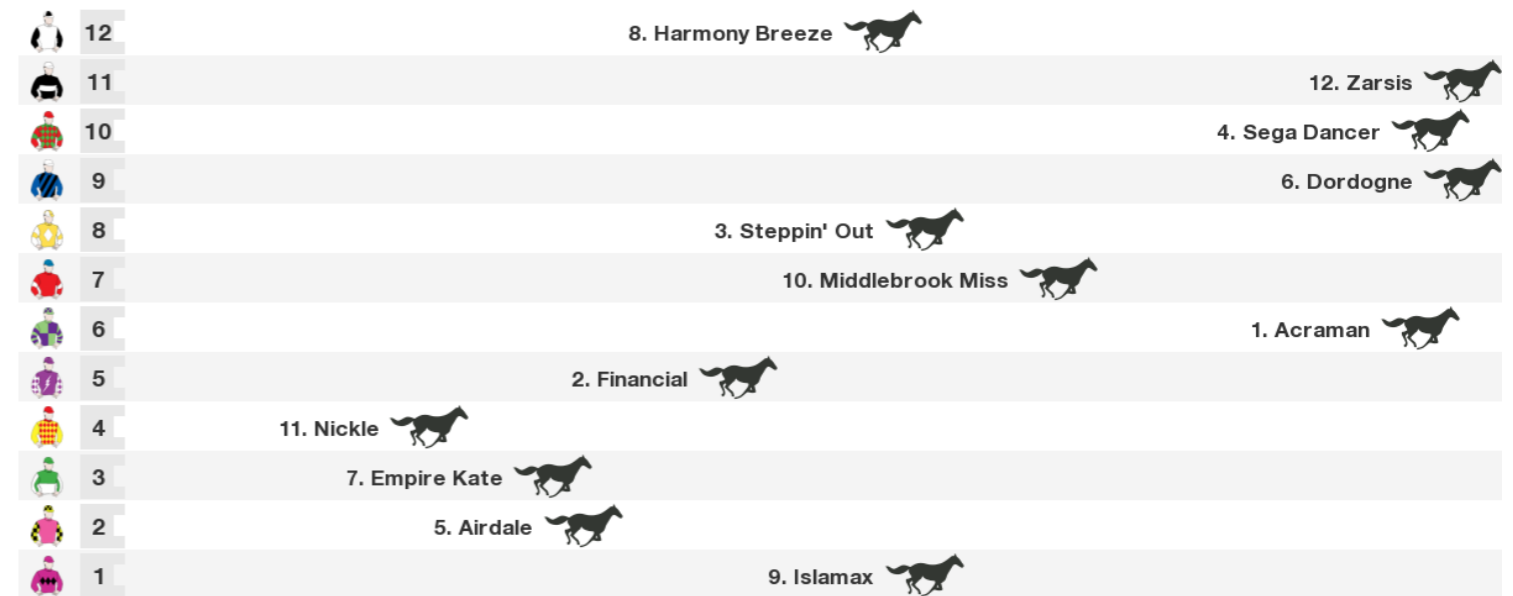 12 8. Harmony Breeze
11 12. Zarsis
10 4. Sega Dancer
9 6. Dordogne
8 3. Steppin' Out
7 10. Middlebrook Miss
6 1. Acraman
5 2. Financial
4 11. Nickle
3 7. Empire Kate
2 5. Airdale
1 9. Islamax